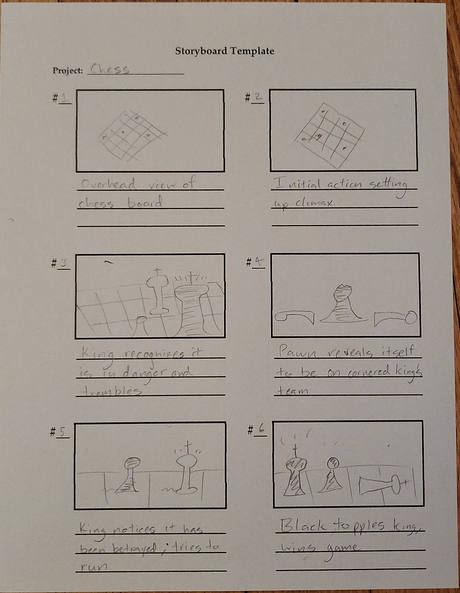 Storyboard Template
Project: Chess
#1
#2
Overhead view of
chess board
Initial action setting
up climax
#3
#4
King recognizes it
is in danger and
trembles
Pawn reveals itself
to be on cornered king's
team
#5
#6
King notices it has
been betrayed; tries to
run
Black topples king,
wins game